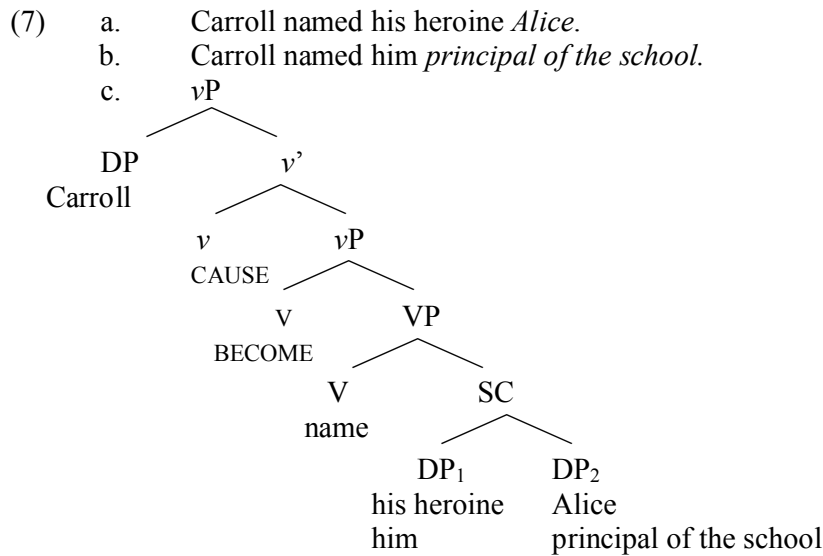 (7) a. Carroll named his heroine Alice.
b. Carroll named him principal of the school.
c. vP
DP v’
Carroll
v vP
CAUSE
V VP
BECOME
V SC
name
DP₁ DP₂
his heroine Alice
him principal of the school